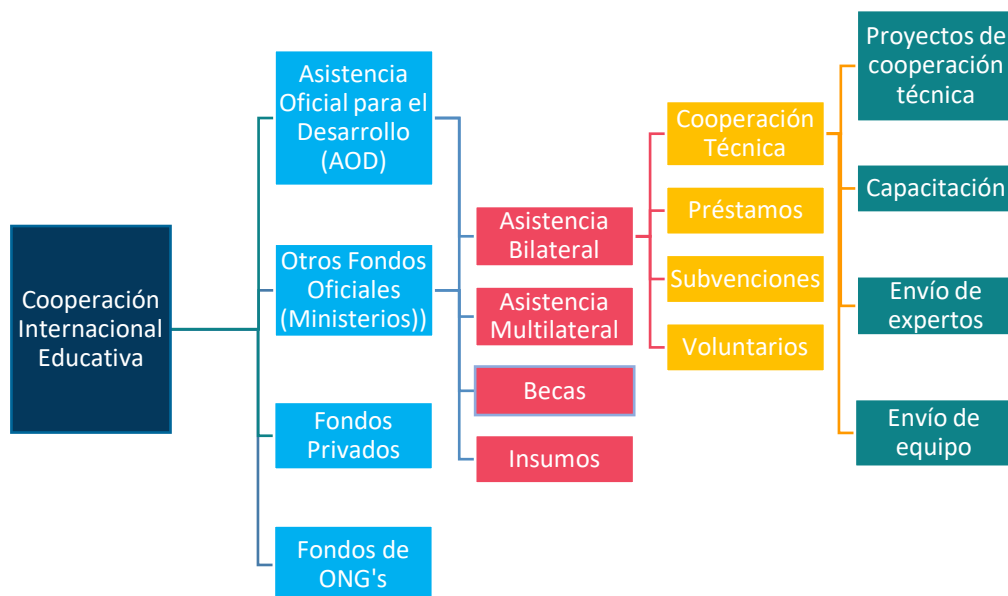 Cooperación
Internacional
Educativa
Asistencia
Oficial para el
Desarrollo
(AOD)
Otros Fondos
Oficiales
(Ministerios))
Fondos
Privados
Fondos de
ONG's
Asistencia
Bilateral
Asistencia
Multilateral
Becas
Insumos
Cooperación
Técnica
Préstamos
Subvenciones
Voluntarios
Proyectos de
cooperación
técnica
Capacitación
Envío de
expertos
Envío de
equipo